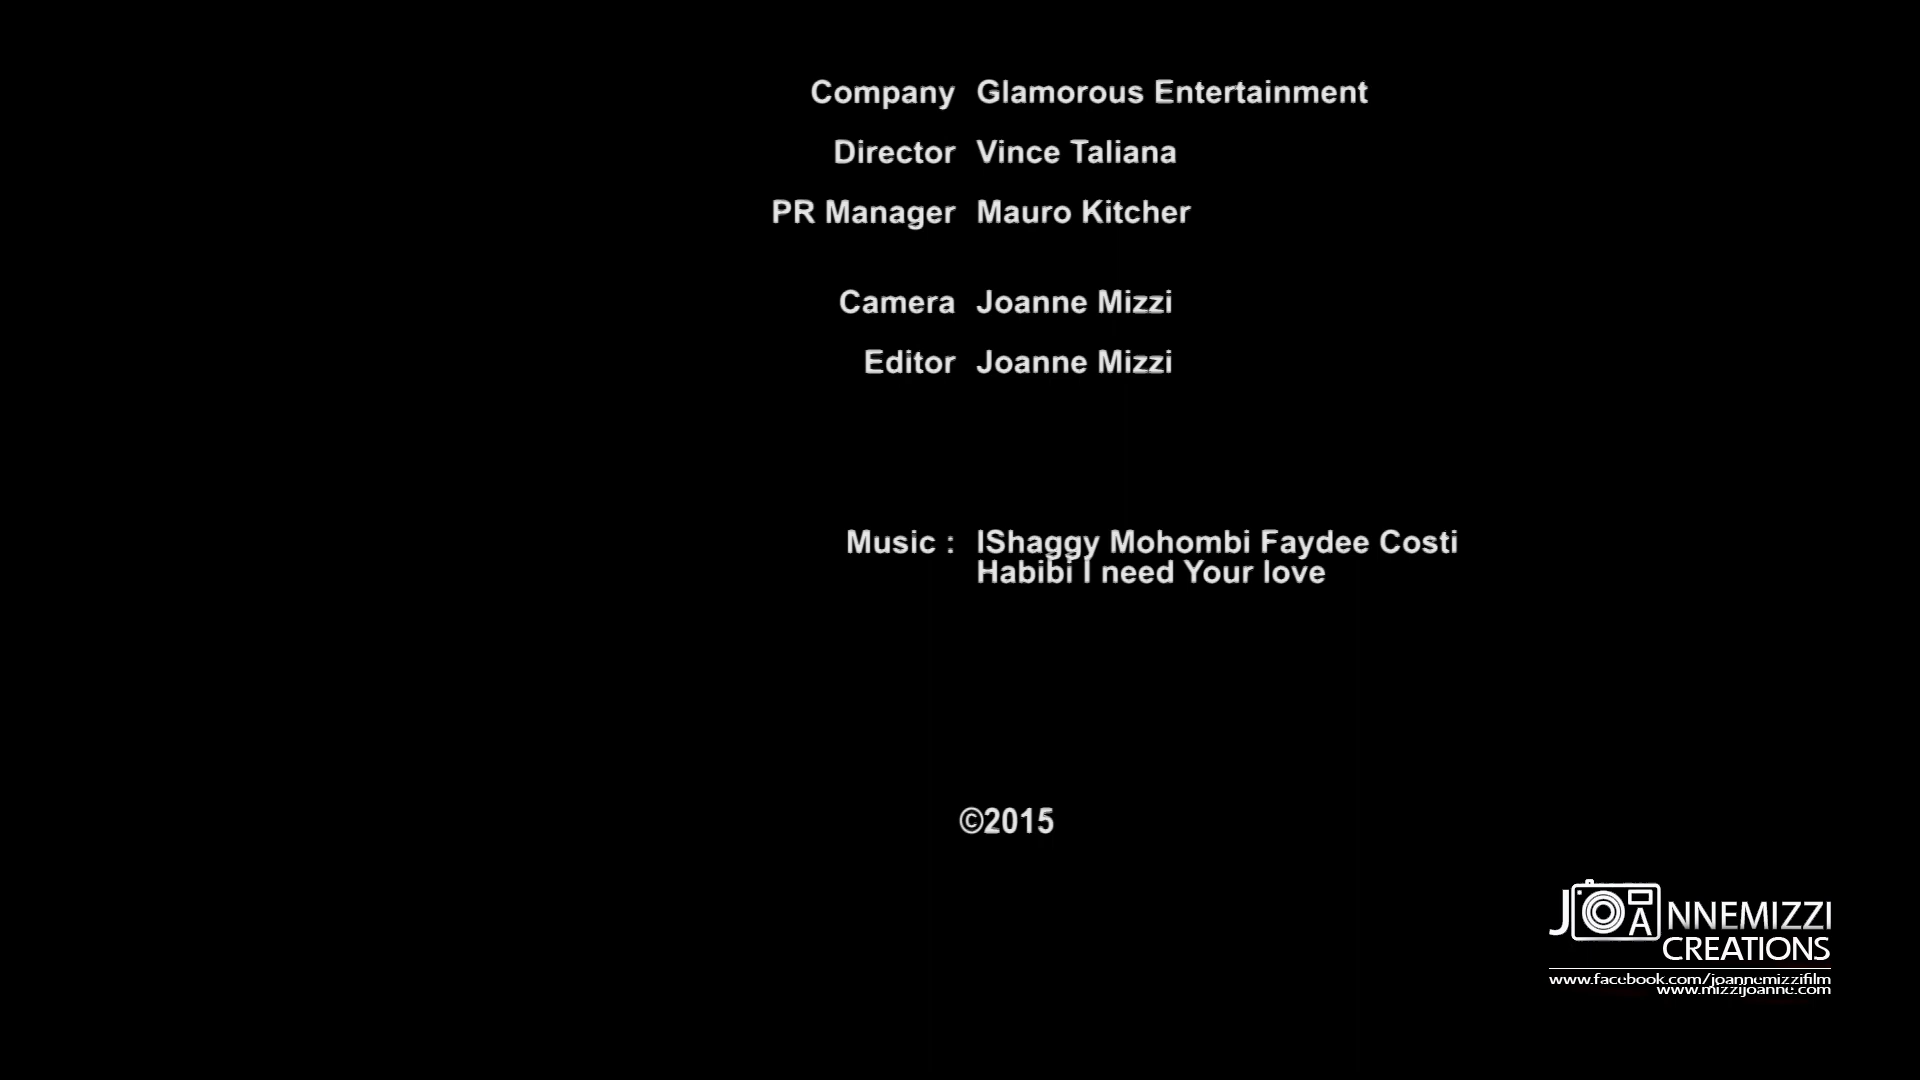 Company Glamorous Entertainment
Director Vince Taliana
PR Manager Mauro Kitcher
Camera Joanne Mizzi
Editor Joanne Mizzi
Music : IShaggy Mohombi Faydee Costi
Habibi I need Your love
©2015
JOANNEMIZZI
CREATIONS
www.facebook.com/joannemizzifilm
www.mizzijoanne.com